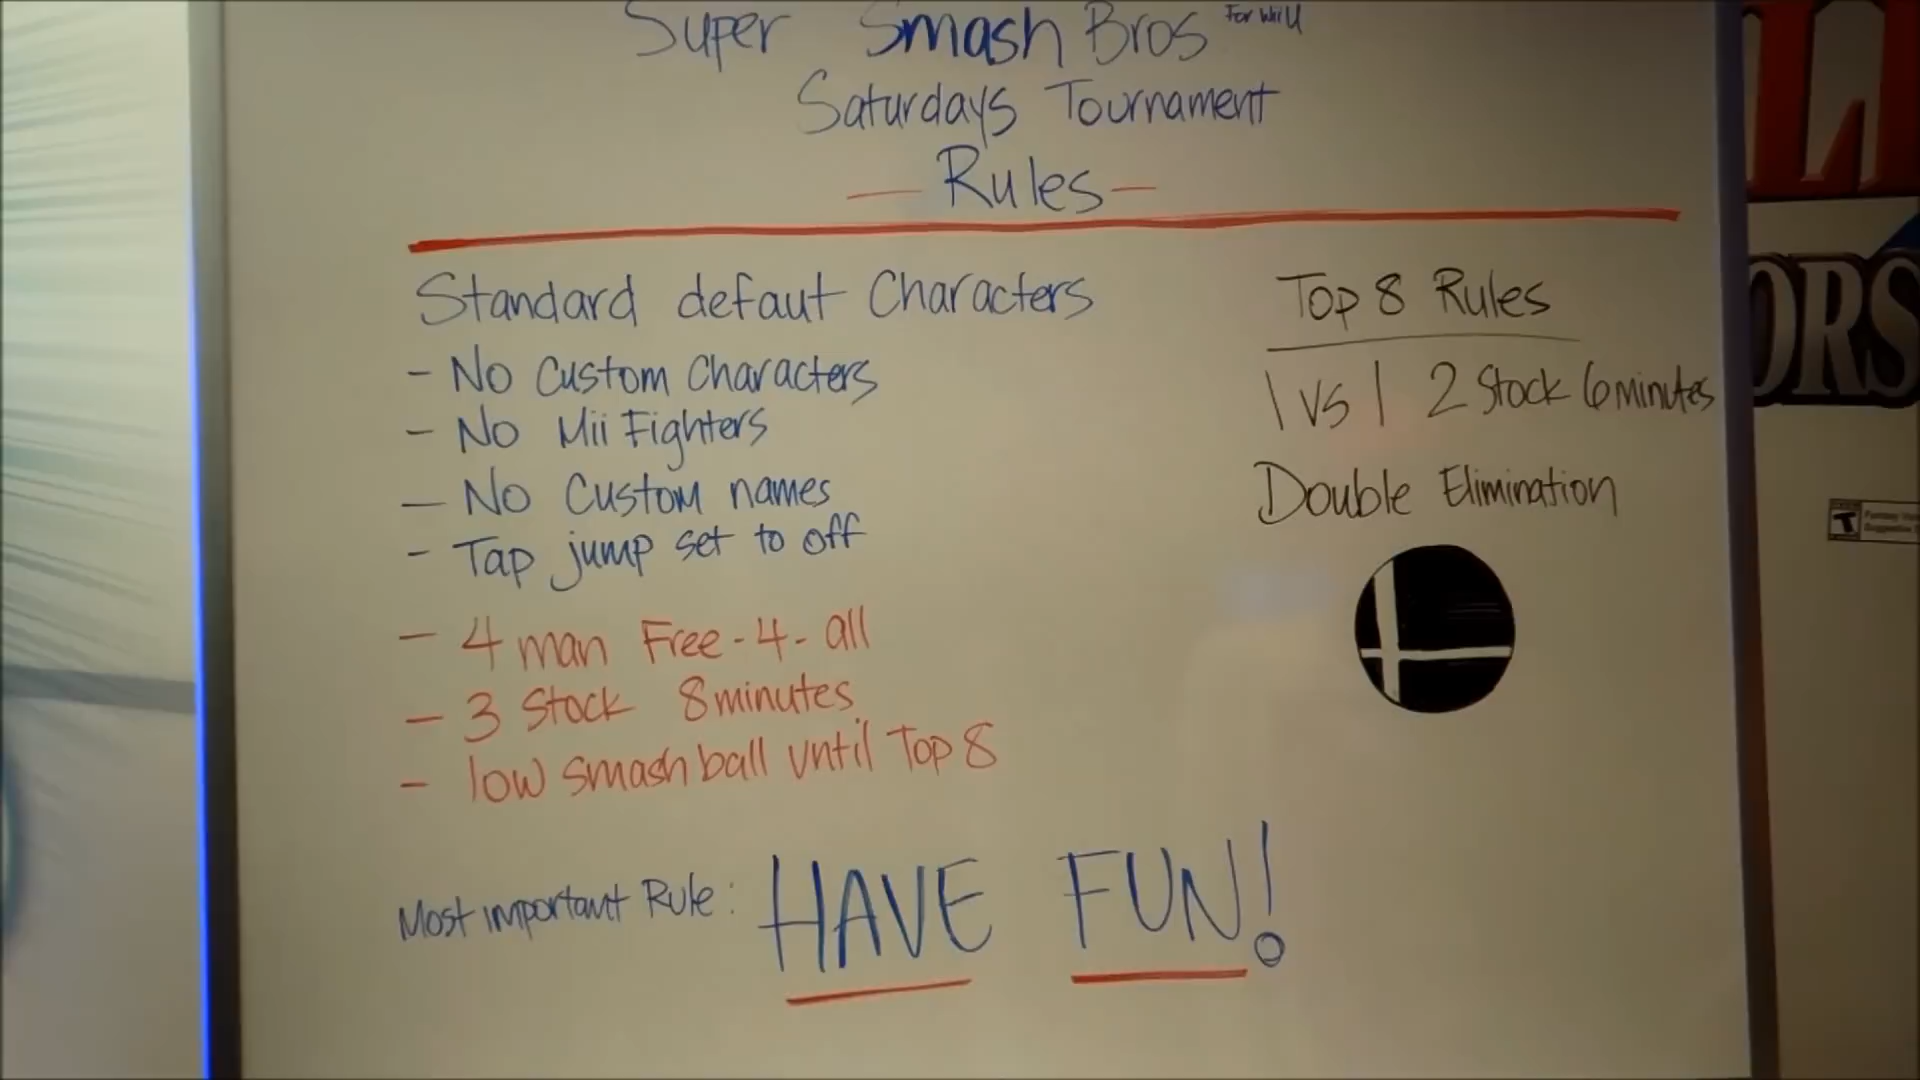 Super Smash Bros For Wii U
Saturdays Tournament
— Rules —
Standard defaut Characters
- No Custom Characters
- No Mii Fighters
- No Custom names
- Tap jump set to off
- 4 man Free-4-all
- 3 Stock 8 minutes
- low smash ball until Top 8
Top 8 Rules
1 vs 1 2 Stock 6 minutes
Double Elimination
Most important Rule: HAVE FUN!
ORS
T